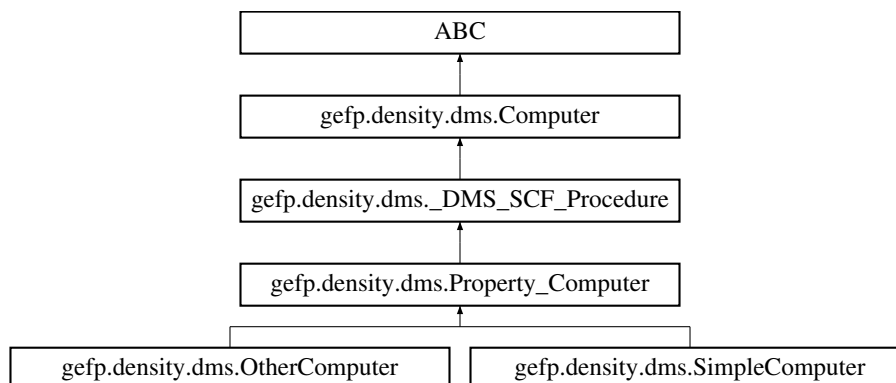 ABC
gefp.density.dms.Computer
gefp.density.dms._DMS_SCF_Procedure
gefp.density.dms.Property_Computer
gefp.density.dms.OtherComputer
gefp.density.dms.SimpleComputer